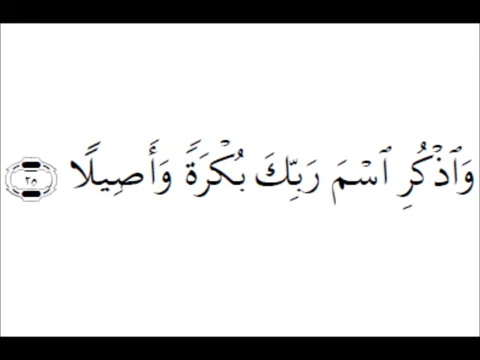 وَٱذْكُرِ ٱسْمَ رَبِّكَ بُكْرَةً وَأَصِيلًا ٢٥